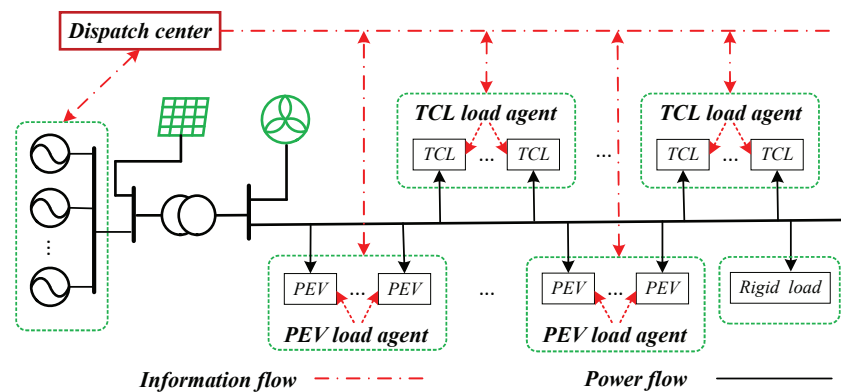 Dispatch center
TCL load agent
TCL ... TCL
...
TCL load agent
TCL ... TCL
...
PEV ... PEV
PEV load agent
...
PEV ... PEV
PEV load agent
Rigid load
Information flow
Power flow